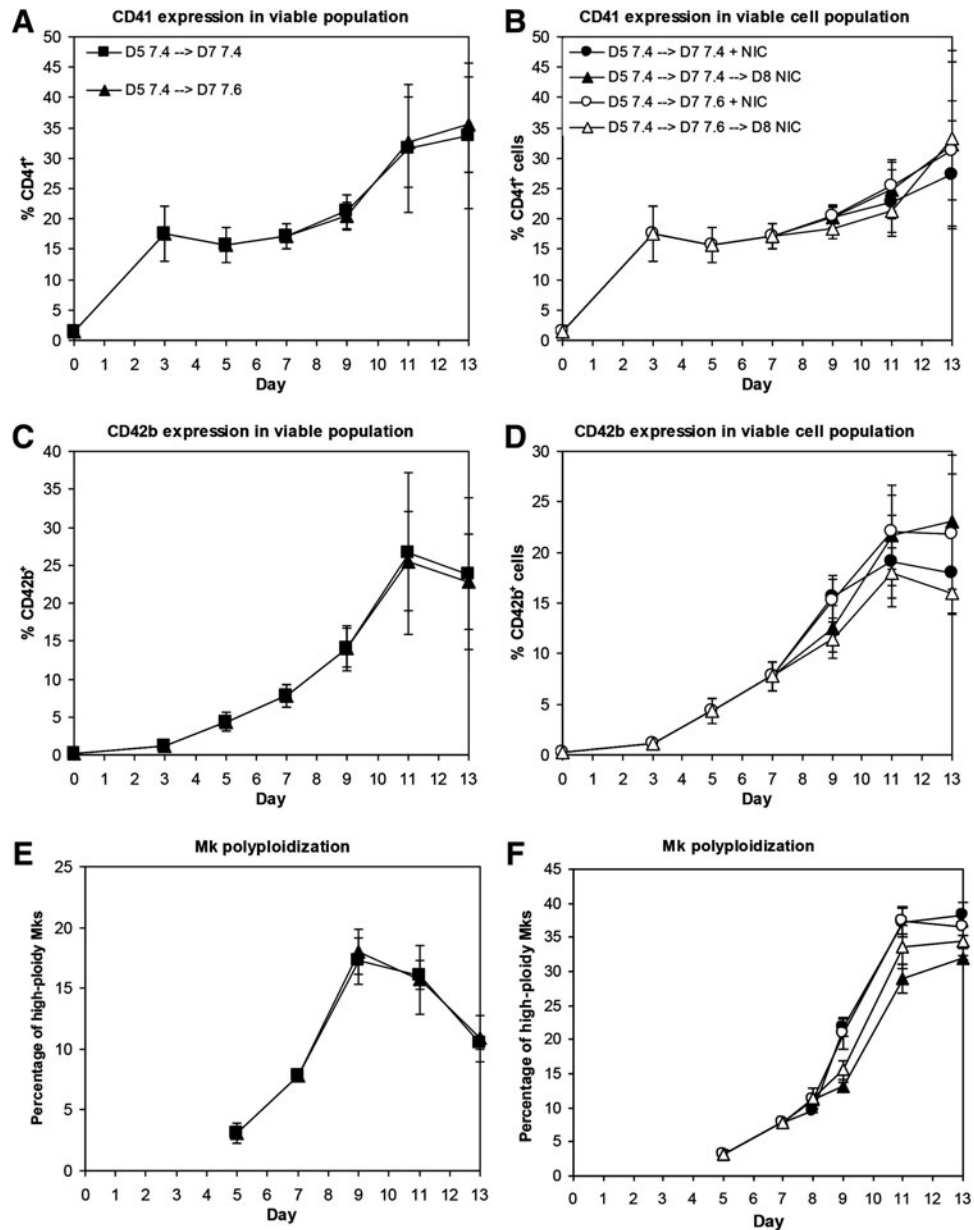 A
CD41 expression in viable population
50
45
40
35
30
25
20
15
10
5
0
% CD41⁺
D5 7.4 --> D7 7.4
D5 7.4 --> D7 7.6
0 1 2 3 4 5 6 7 8 9 10 11 12 13
Day
B
CD41 expression in viable cell population
50
45
40
35
30
25
20
15
10
5
0
% CD41⁺ cells
D5 7.4 --> D7 7.4 + NIC
D5 7.4 --> D7 7.4 --> D8 NIC
D5 7.4 --> D7 7.6 + NIC
D5 7.4 --> D7 7.6 --> D8 NIC
0 1 2 3 4 5 6 7 8 9 10 11 12 13
Day
C
CD42b expression in viable population
40
35
30
25
20
15
10
5
0
% CD42b⁺
0 1 2 3 4 5 6 7 8 9 10 11 12 13
Day
D
CD42b expression in viable cell population
30
25
20
15
10
5
0
% CD42b⁺ cells
0 1 2 3 4 5 6 7 8 9 10 11 12 13
Day
E
Mk polyploidization
25
20
15
10
5
0
Percentage of high-ploidy Mks
0 1 2 3 4 5 6 7 8 9 10 11 12 13
Day
F
Mk polyploidization
45
40
35
30
25
20
15
10
5
0
Percentage of high-ploidy Mks
0 1 2 3 4 5 6 7 8 9 10 11 12 13
Day